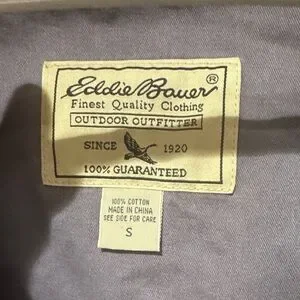 Eddie Bauer®
Finest Quality Clothing
OUTDOOR OUTFITTER
SINCE 1920
100% GUARANTEED
100% COTTON
MADE IN CHINA
SEE SIDE FOR CARE
S